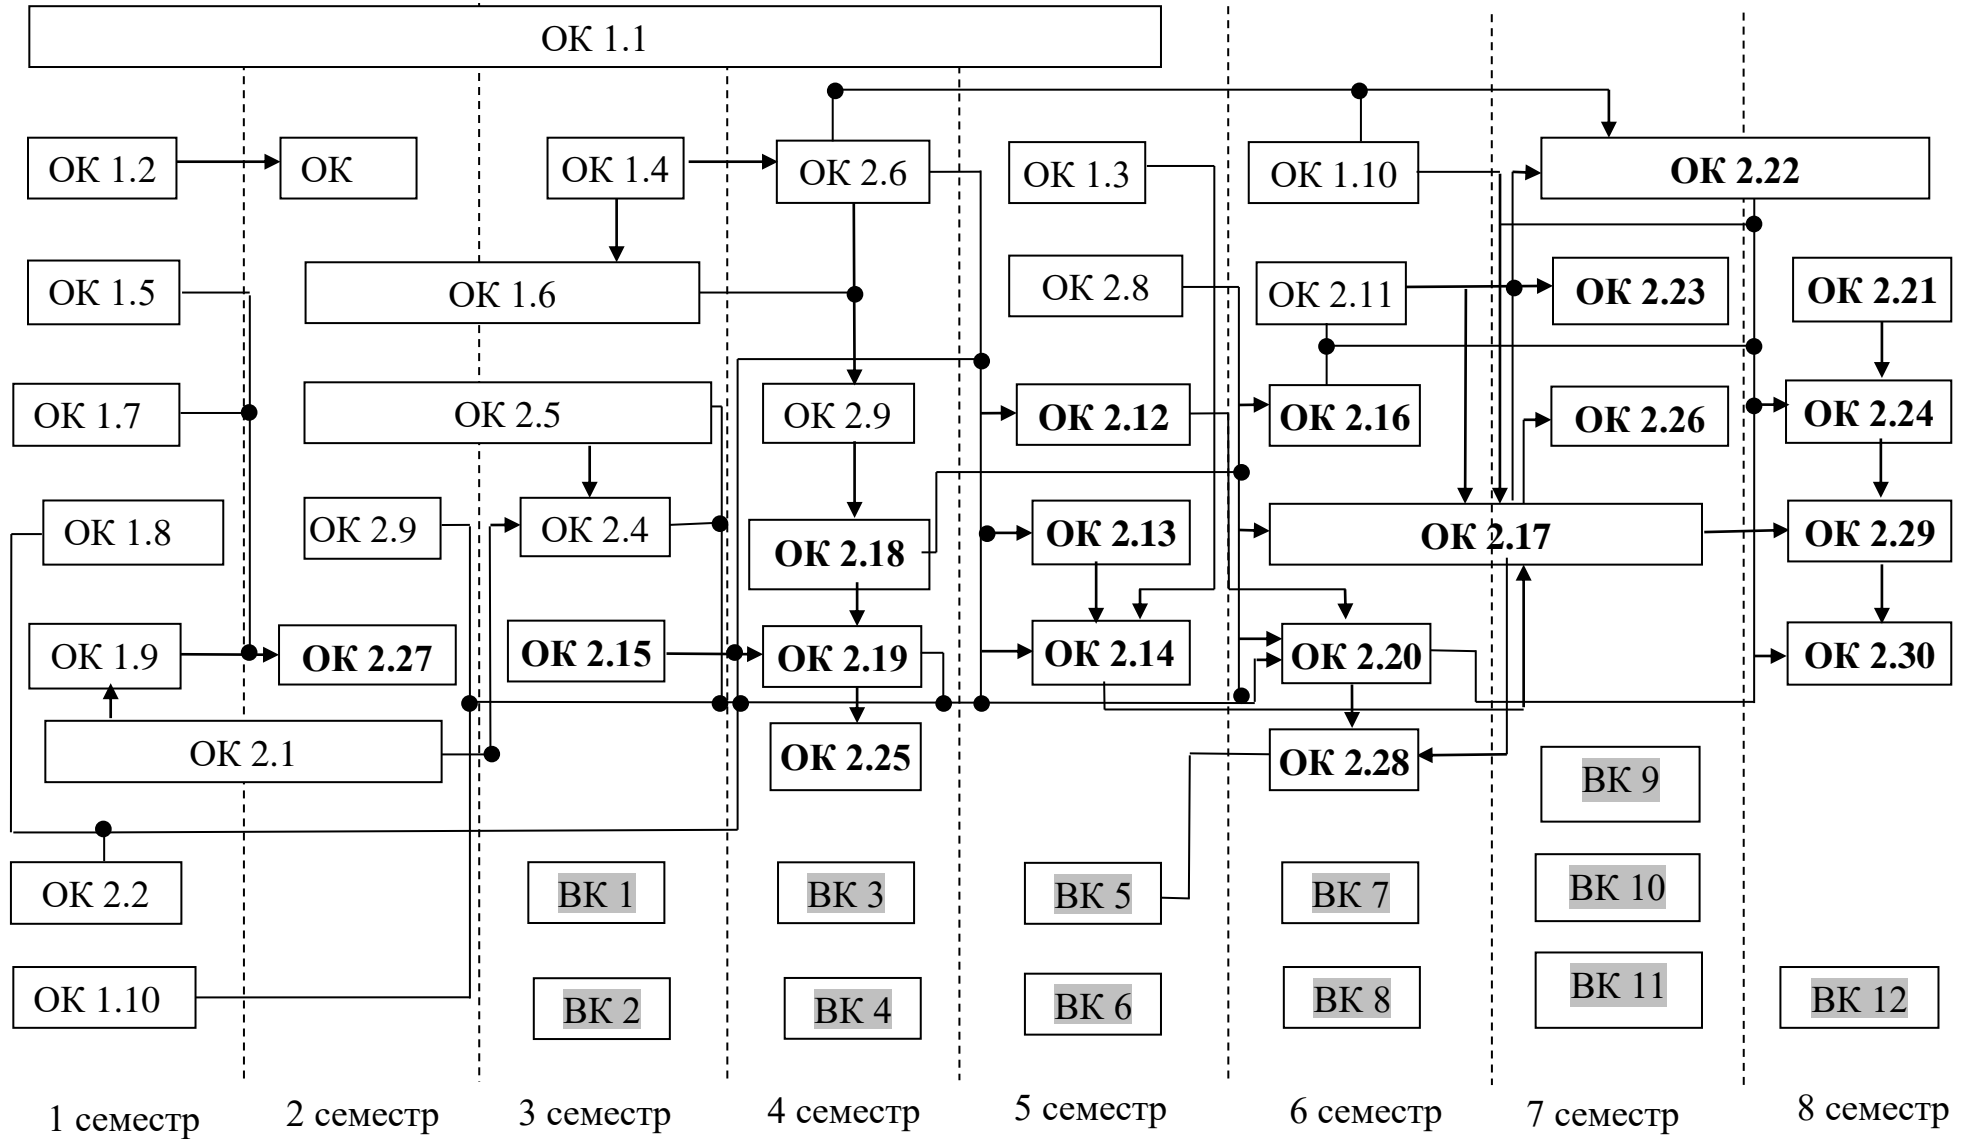 ОК 1.1
ОК 1.2
ОК
ОК 1.4
ОК 2.6
ОК 1.3
ОК 1.10
ОК 2.22
ОК 1.5
ОК 1.6
ОК 2.8
ОК 2.11
ОК 2.23
ОК 2.21
ОК 1.7
ОК 2.5
ОК 2.9
ОК 2.12
ОК 2.16
ОК 2.26
ОК 2.24
ОК 1.8
ОК 2.9
ОК 2.4
ОК 2.18
ОК 2.13
ОК 2.17
ОК 2.29
ОК 1.9
ОК 2.27
ОК 2.15
ОК 2.19
ОК 2.14
ОК 2.20
ОК 2.30
ОК 2.1
ОК 2.25
ОК 2.28
ВК 9
ОК 2.2
ВК 1
ВК 3
ВК 5
ВК 7
ВК 10
ОК 1.10
ВК 2
ВК 4
ВК 6
ВК 8
ВК 11
ВК 12
1 семестр
2 семестр
3 семестр
4 семестр
5 семестр
6 семестр
7 семестр
8 семестр